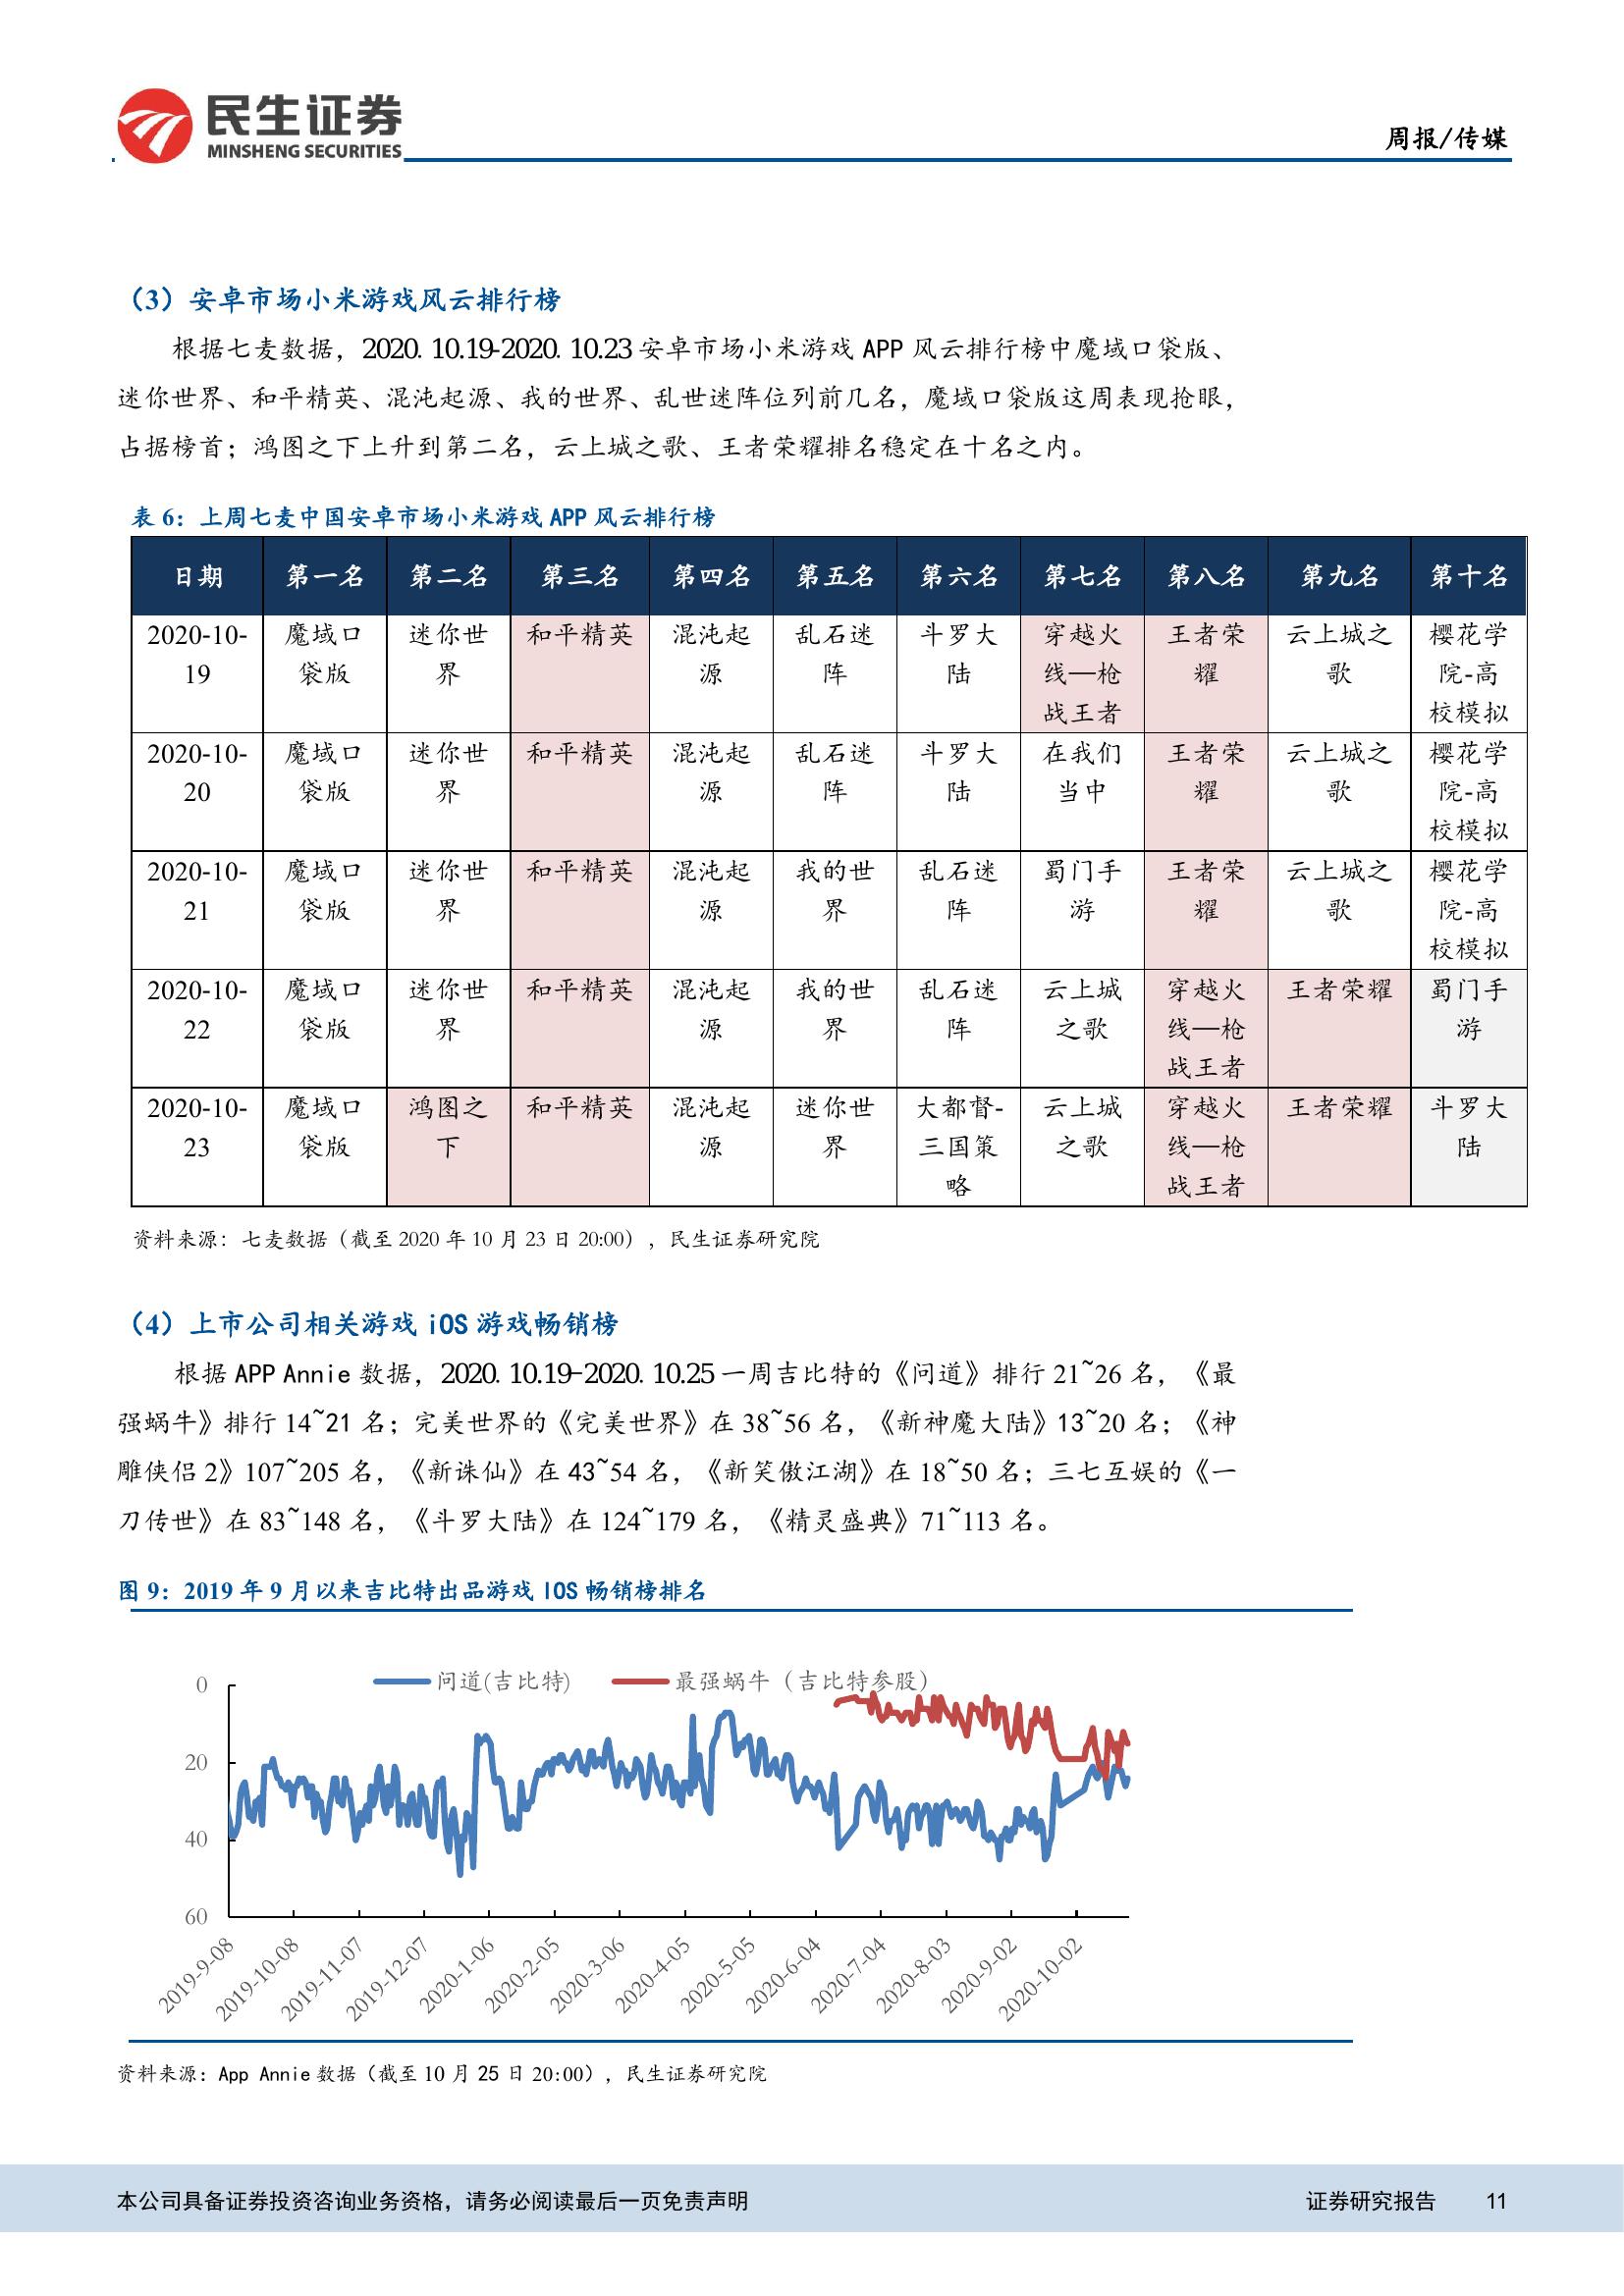 民生证券
MINSHENG SECURITIES
周报/传媒
（3）安卓市场小米游戏风云排行榜
根据七麦数据，2020.10.19-2020.10.23 安卓市场小米游戏 APP 风云排行榜中魔域口袋版、
迷你世界、和平精英、混沌起源、我的世界、乱世迷阵位列前几名，魔域口袋版这周表现抢眼，
占据榜首；鸿图之下上升到第二名，云上城之歌、王者荣耀排名稳定在十名之内。
表 6：上周七麦中国安卓市场小米游戏 APP 风云排行榜
日期 第一名 第二名 第三名 第四名 第五名 第六名 第七名 第八名 第九名 第十名
2020-10- 魔域口 迷你世 和平精英 混沌起 乱石迷 斗罗大 穿越火 王者荣 云上城之 樱花学
19 袋版 界 源 阵 陆 线—枪 耀 歌 院-高
战王者 校模拟
2020-10- 魔域口 迷你世 和平精英 混沌起 乱石迷 斗罗大 在我们 王者荣 云上城之 樱花学
20 袋版 界 源 阵 陆 当中 耀 歌 院-高
校模拟
2020-10- 魔域口 迷你世 和平精英 混沌起 我的世 乱石迷 蜀门手 王者荣 云上城之 樱花学
21 袋版 界 源 界 阵 游 耀 歌 院-高
校模拟
2020-10- 魔域口 迷你世 和平精英 混沌起 我的世 乱石迷 云上城 穿越火 王者荣耀 蜀门手
22 袋版 界 源 界 阵 之歌 线—枪 游
战王者
2020-10- 魔域口 鸿图之 和平精英 混沌起 迷你世 大都督- 云上城 穿越火 王者荣耀 斗罗大
23 袋版 下 源 界 三国策 之歌 线—枪 陆
略 战王者
资料来源：七麦数据（截至 2020 年 10 月 23 日 20:00），民生证券研究院
（4）上市公司相关游戏 iOS 游戏畅销榜
根据 APP Annie 数据，2020.10.19-2020.10.25 一周吉比特的《问道》排行 21~26 名，《最
强蜗牛》排行 14~21 名；完美世界的《完美世界》在 38~56 名，《新神魔大陆》13~20 名；《神
雕侠侣 2》107~205 名，《新诛仙》在 43~54 名，《新笑傲江湖》在 18~50 名；三七互娱的《一
刀传世》在 83~148 名，《斗罗大陆》在 124~179 名，《精灵盛典》71~113 名。
图 9：2019 年 9 月以来吉比特出品游戏 IOS 畅销榜排名
问道(吉比特) 最强蜗牛（吉比特参股）
0
20
40
60
2019-9-08 2019-10-08 2019-11-07 2019-12-07 2020-1-06 2020-2-05 2020-3-06 2020-4-05 2020-5-05 2020-6-04 2020-7-04 2020-8-03 2020-9-02 2020-10-02
资料来源：App Annie 数据（截至 10 月 25 日 20:00），民生证券研究院
本公司具备证券投资咨询业务资格，请务必阅读最后一页免责声明 证券研究报告 11